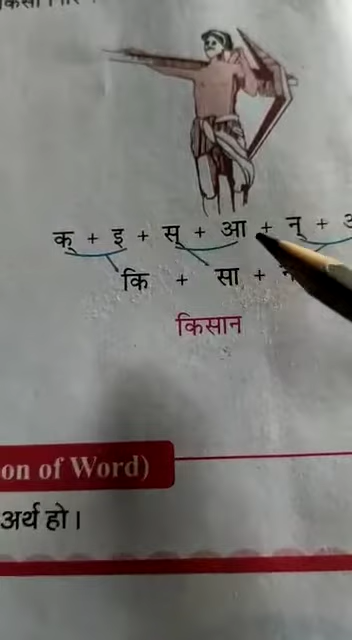 क् + इ + स् + आ + न् +
कि + सा +
किसान
on of Word)
अर्थ हो।